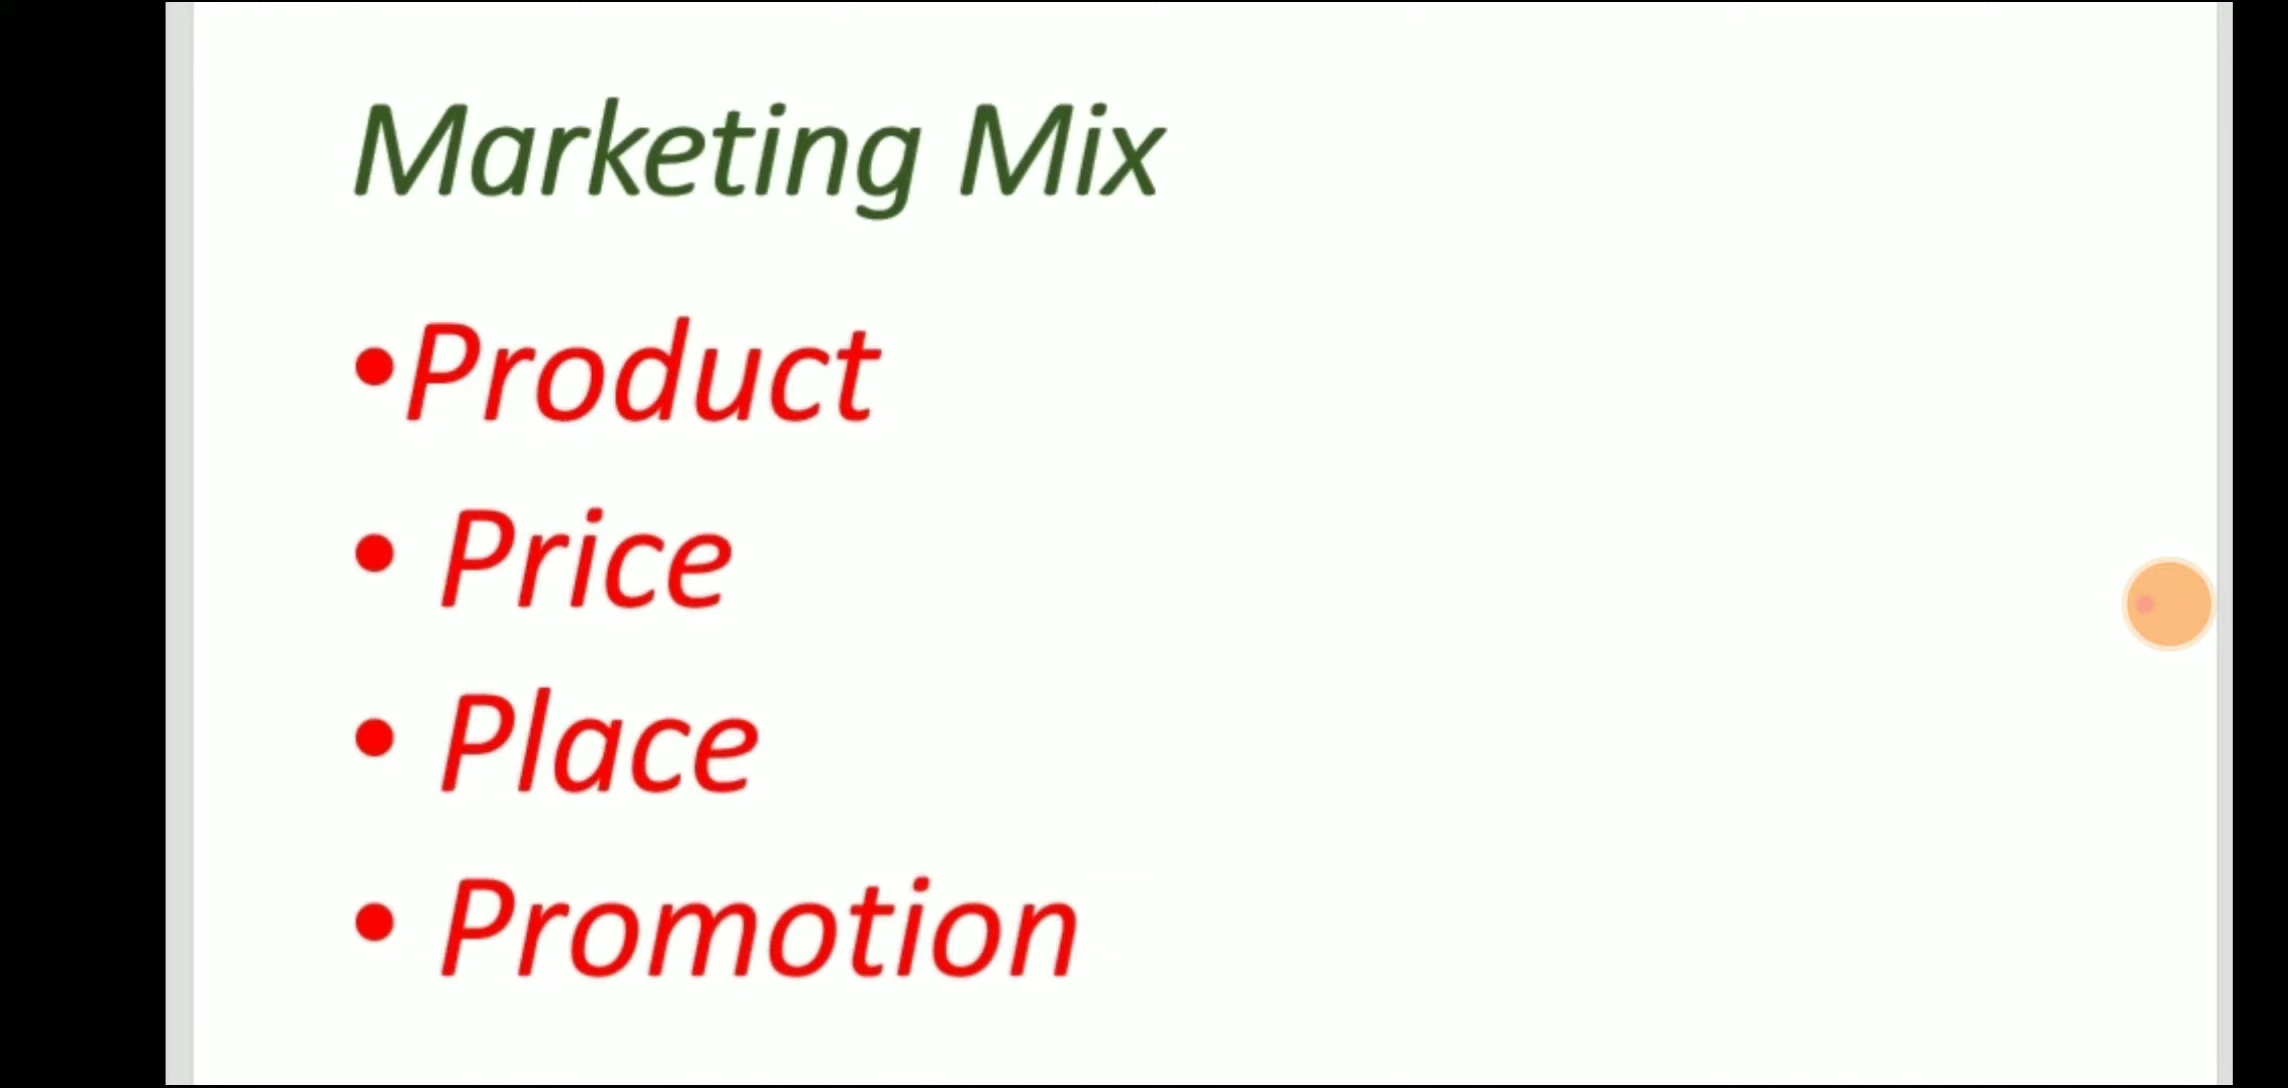 Marketing Mix
•Product
• Price
• Place
• Promotion